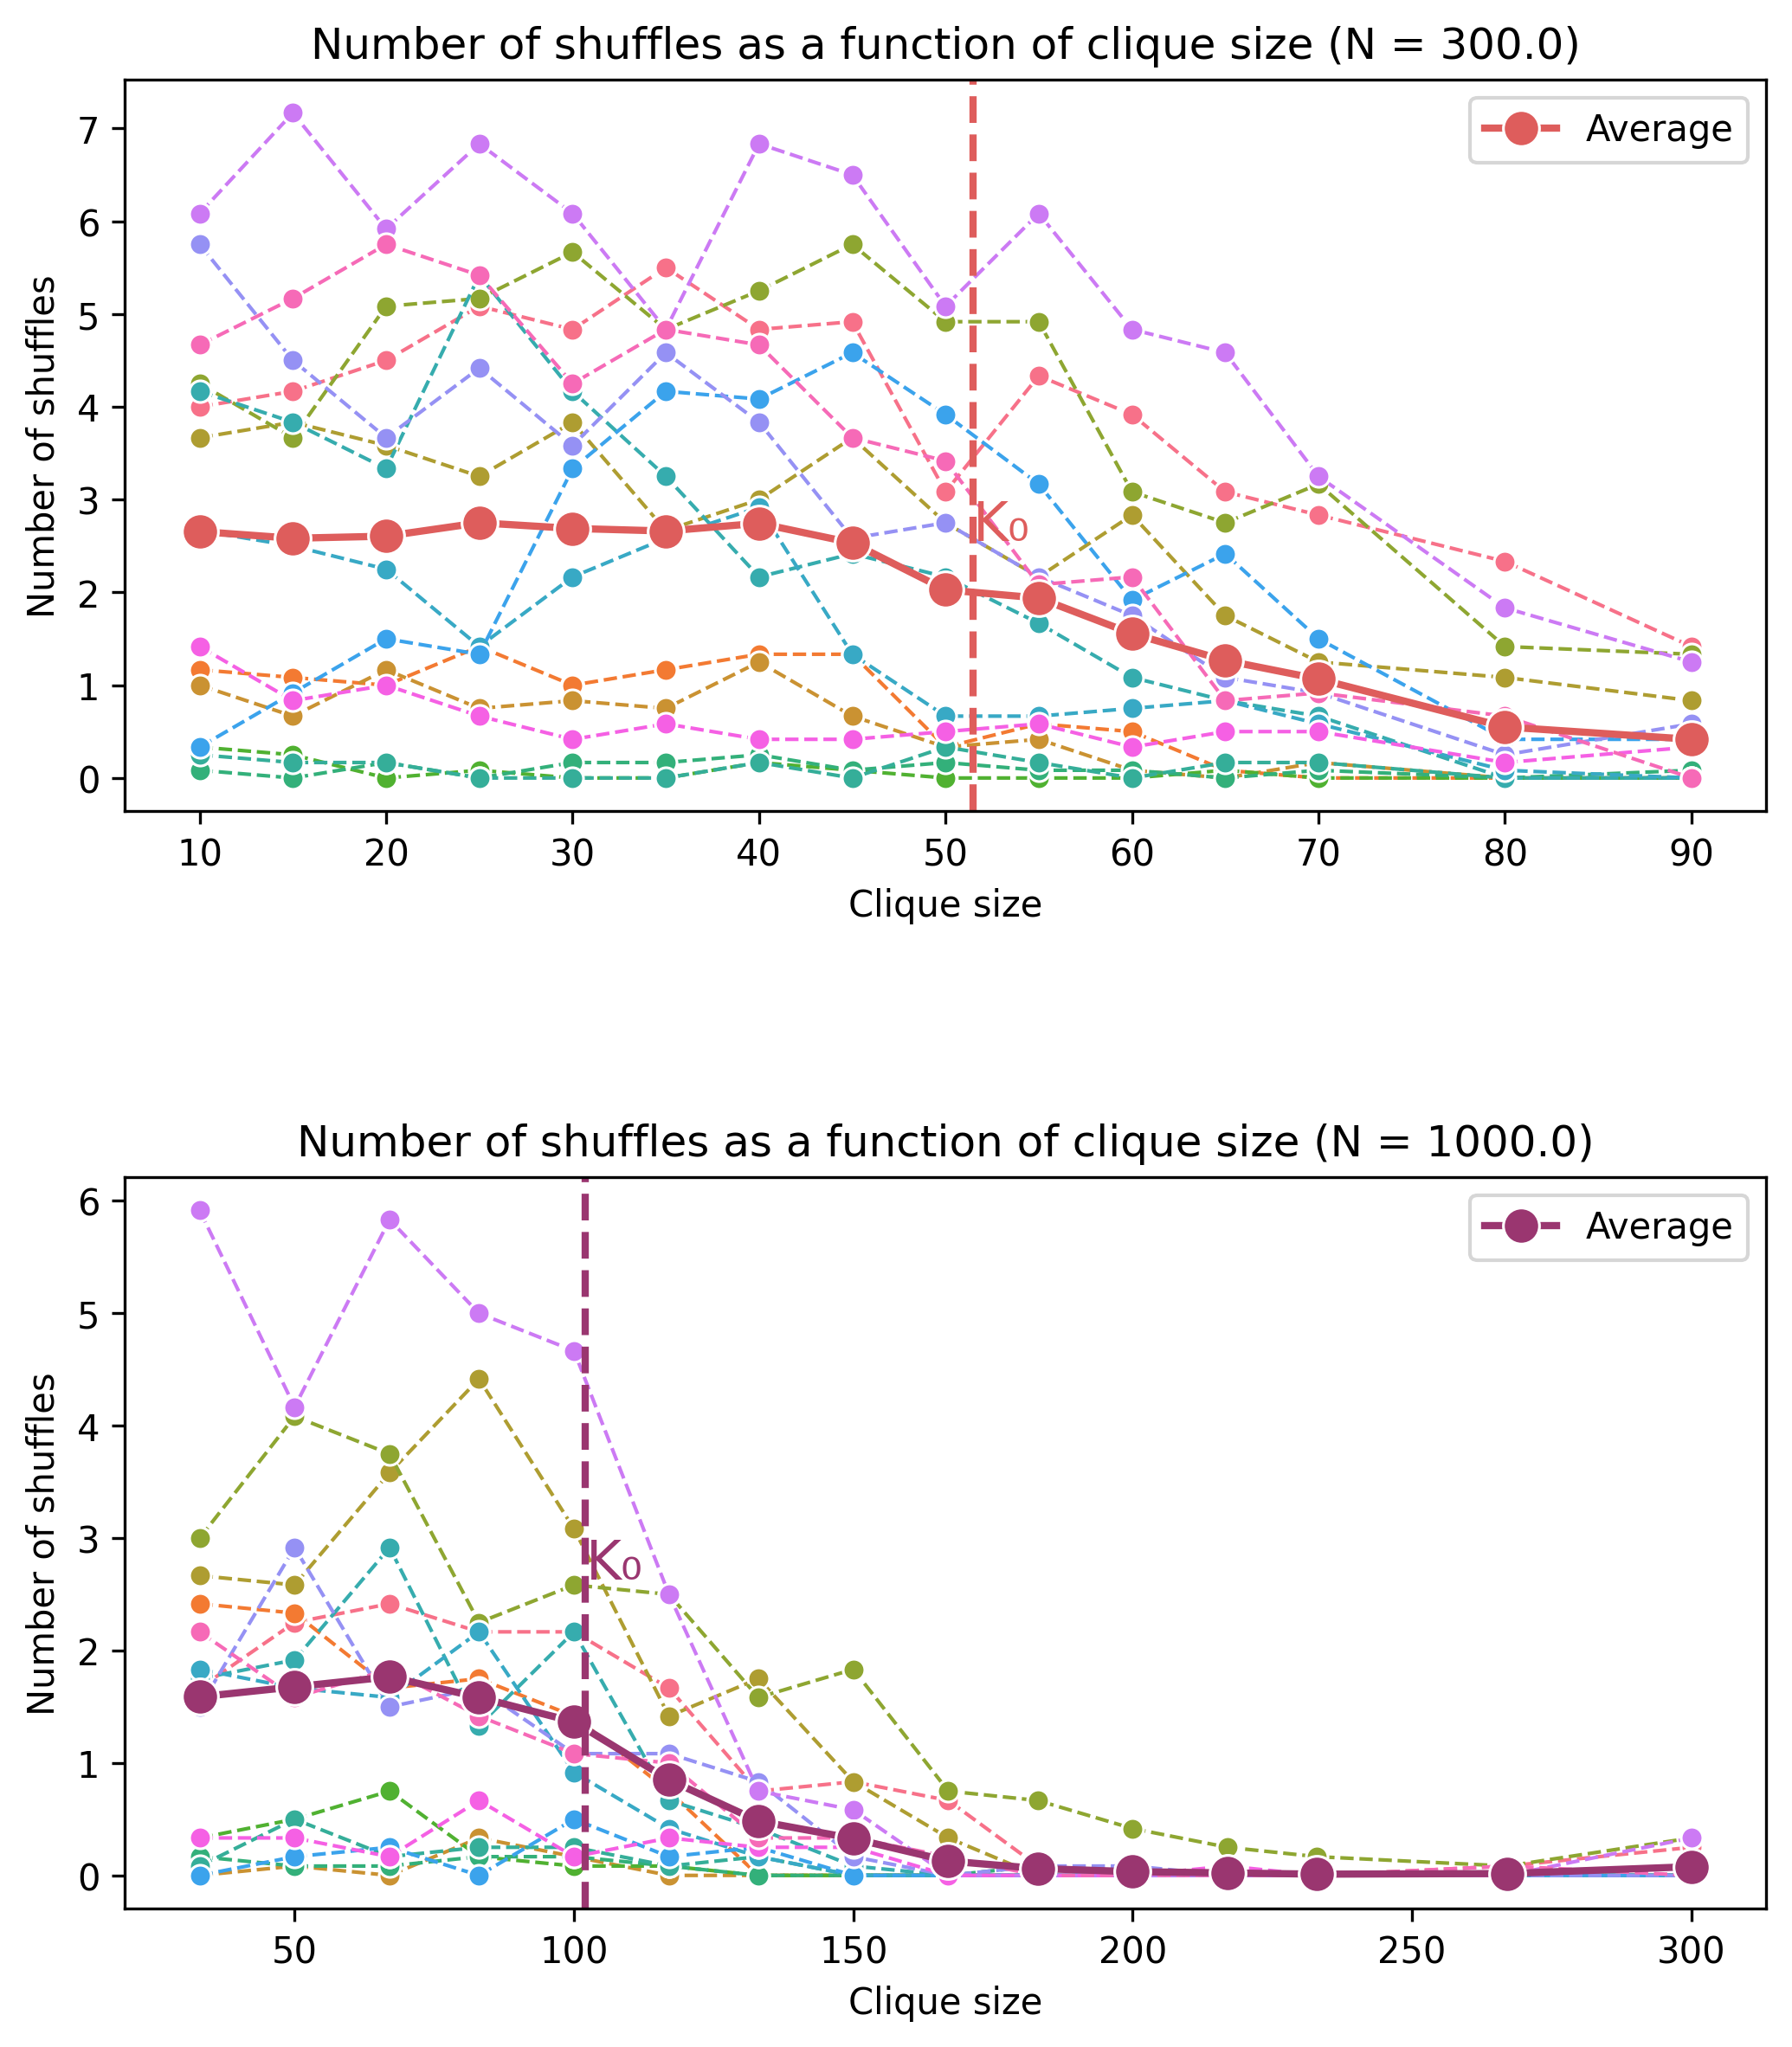 Number of shuffles as a function of clique size (N = 300.0)
Average
Number of shuffles
7
6
5
4
3
2
1
0
K₀
10 20 30 40 50 60 70 80 90
Clique size
Number of shuffles as a function of clique size (N = 1000.0)
Average
Number of shuffles
6
5
4
3
2
1
0
K₀
50 100 150 200 250 300
Clique size